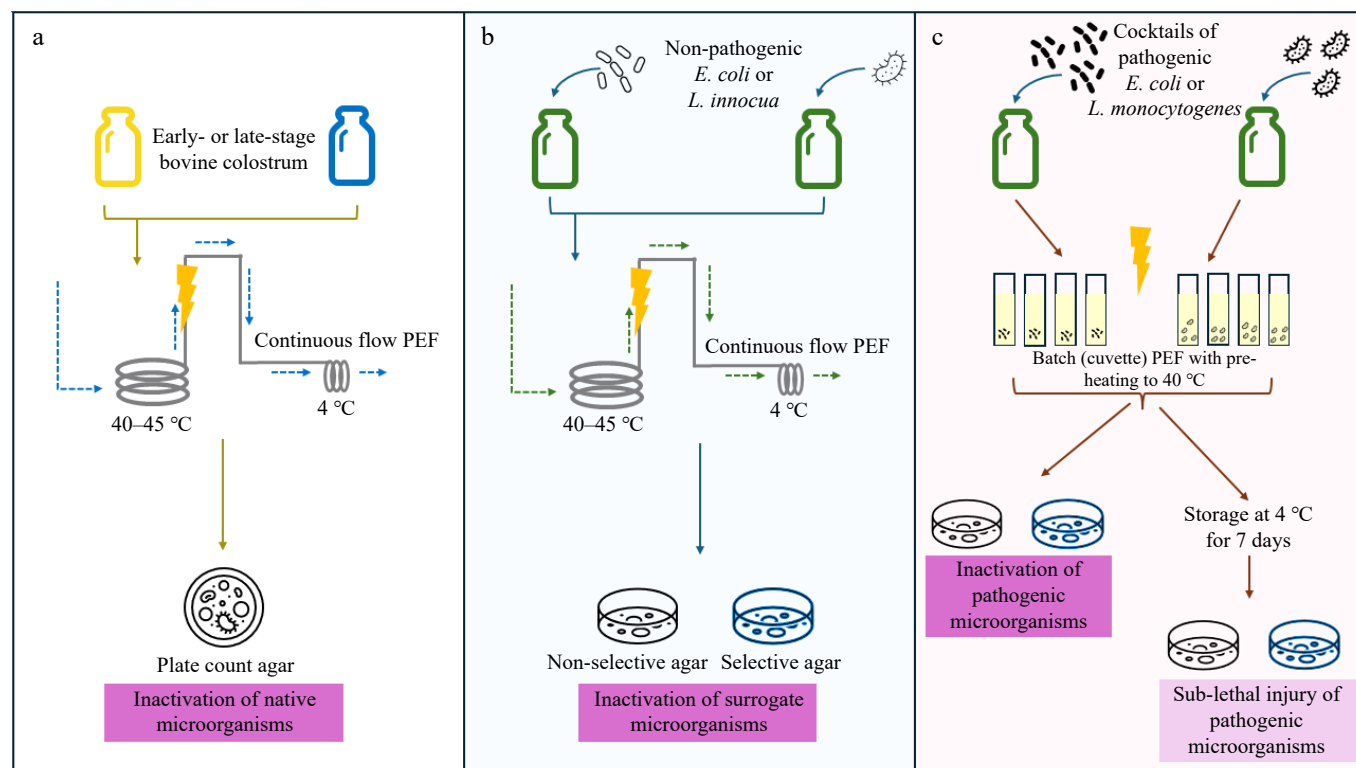 a
Early- or late-stage
bovine colostrum
Continuous flow PEF
40–45 ℃
4 ℃
Plate count agar
Inactivation of native
microorganisms
b
Non-pathogenic
E. coli or
L. innocua
Continuous flow PEF
40–45 ℃
4 ℃
Non-selective agar
Selective agar
Inactivation of surrogate
microorganisms
c
Cocktails of
pathogenic
E. coli or
L. monocytogenes
Batch (cuvette) PEF with pre-
heating to 40 ℃
Inactivation of
pathogenic
microorganisms
Storage at 4 ℃
for 7 days
Sub-lethal injury of
pathogenic
microorganisms